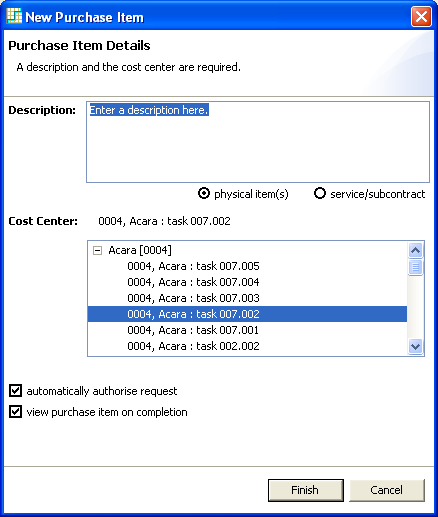 New Purchase Item
Purchase Item Details
A description and the cost center are required.
Description: Enter a description here.
physical item(s) service/subcontract
Cost Center: 0004, Acara : task 007.002
Acara [0004]
0004, Acara : task 007.005
0004, Acara : task 007.004
0004, Acara : task 007.003
0004, Acara : task 007.002
0004, Acara : task 007.001
0004, Acara : task 002.002
automatically authorise request
view purchase item on completion
Finish Cancel